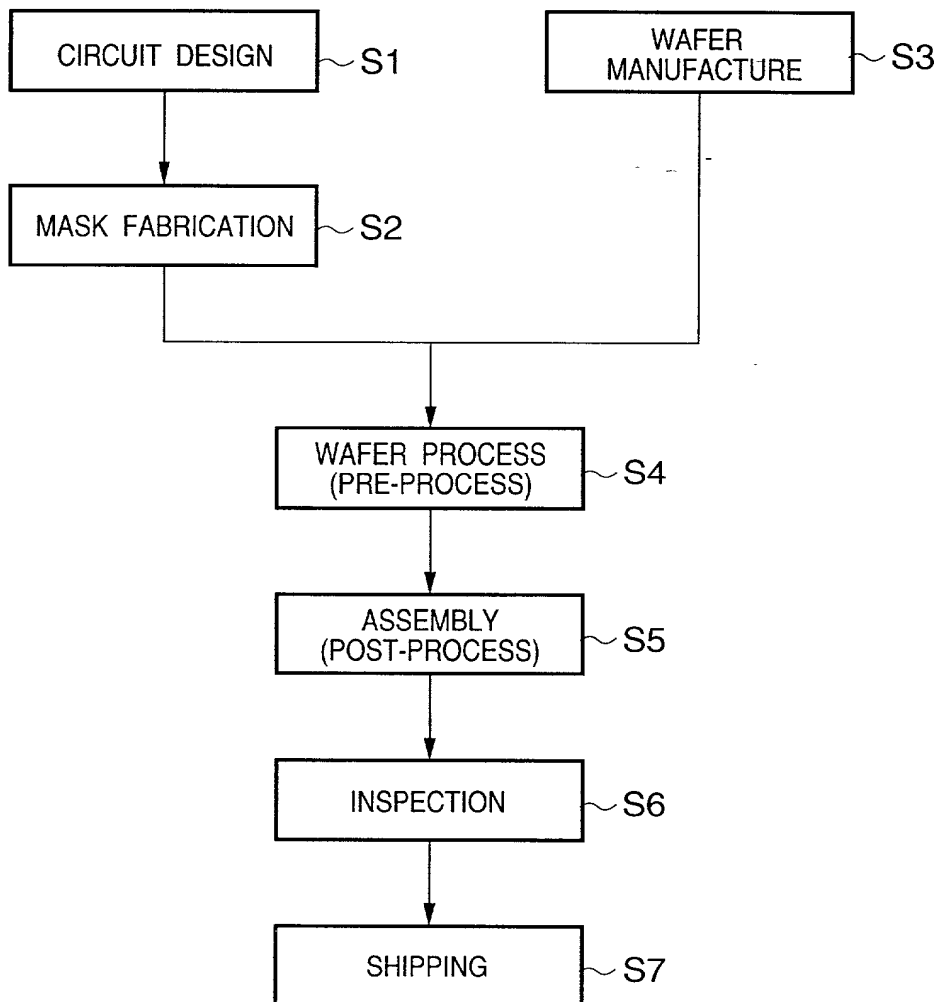 CIRCUIT DESIGN
S1
WAFER
MANUFACTURE
S3
MASK FABRICATION
S2
WAFER PROCESS
(PRE-PROCESS)
S4
ASSEMBLY
(POST-PROCESS)
S5
INSPECTION
S6
SHIPPING
S7